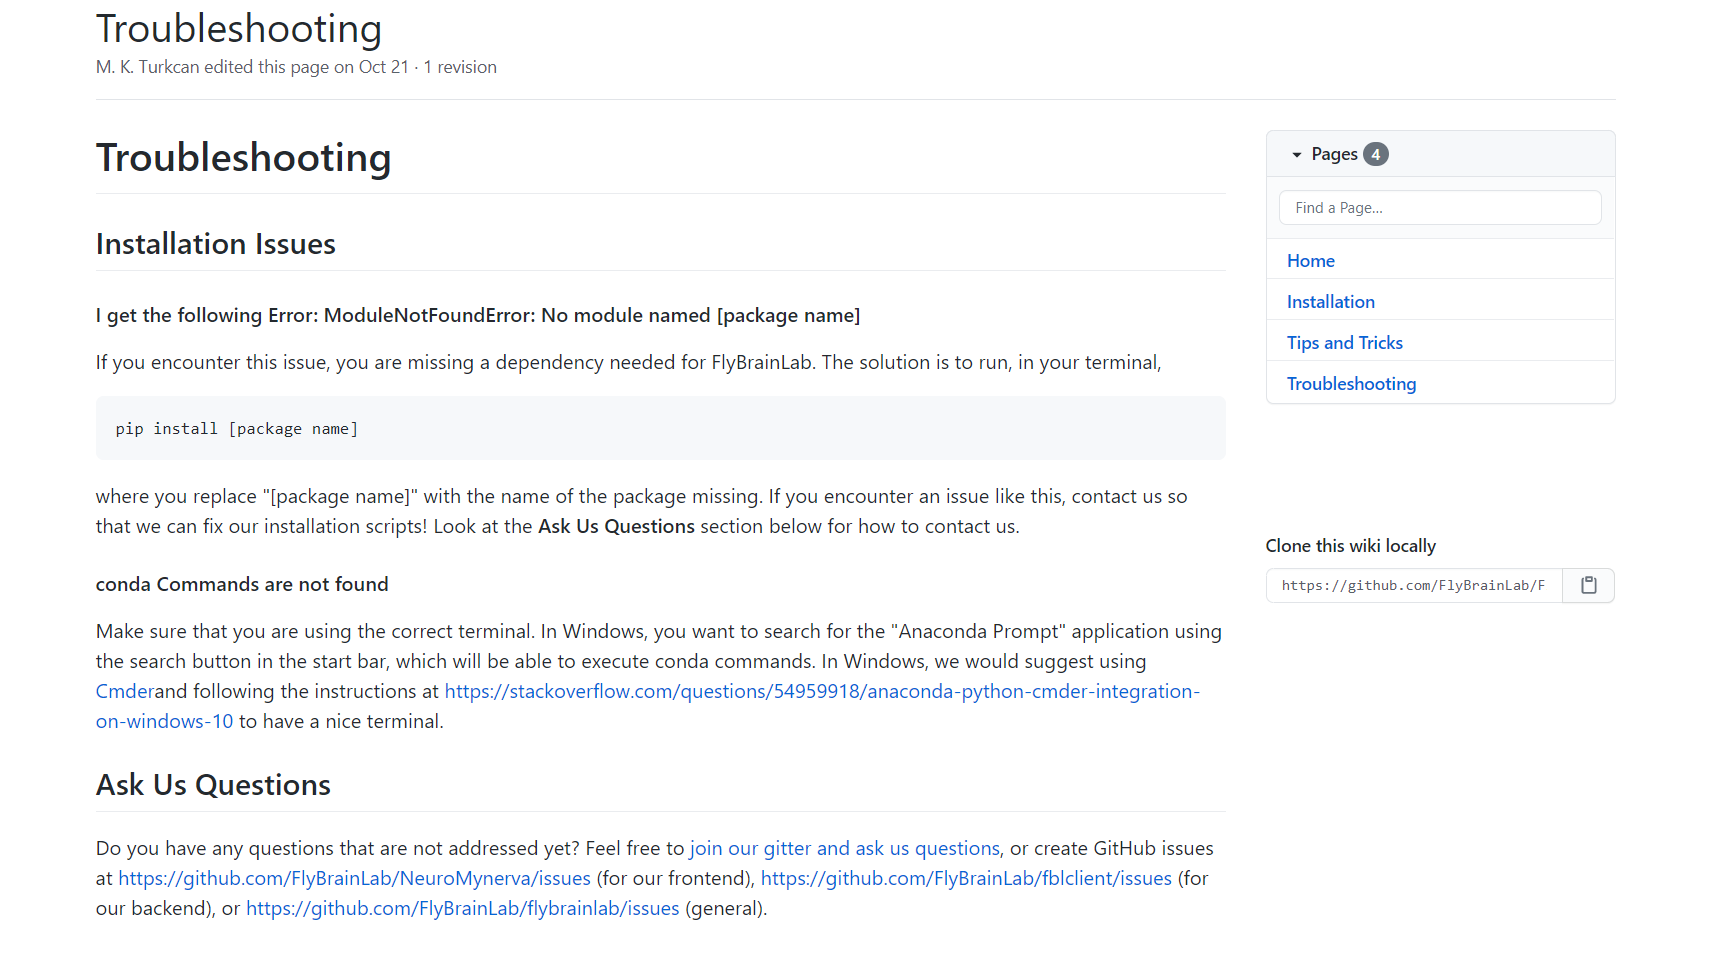 Troubleshooting
M. K. Turkcan edited this page on Oct 21 · 1 revision
Troubleshooting
Installation Issues
I get the following Error: ModuleNotFoundError: No module named [package name]
If you encounter this issue, you are missing a dependency needed for FlyBrainLab. The solution is to run, in your terminal,
pip install [package name]
where you replace "[package name]" with the name of the package missing. If you encounter an issue like this, contact us so
that we can fix our installation scripts! Look at the Ask Us Questions section below for how to contact us.
conda Commands are not found
Make sure that you are using the correct terminal. In Windows, you want to search for the "Anaconda Prompt" application using
the search button in the start bar, which will be able to execute conda commands. In Windows, we would suggest using
Cmderand following the instructions at https://stackoverflow.com/questions/54959918/anaconda-python-cmder-integration-
on-windows-10 to have a nice terminal.
Ask Us Questions
Do you have any questions that are not addressed yet? Feel free to join our gitter and ask us questions, or create GitHub issues
at https://github.com/FlyBrainLab/NeuroMynerva/issues (for our frontend), https://github.com/FlyBrainLab/fblclient/issues (for
our backend), or https://github.com/FlyBrainLab/flybrainlab/issues (general).
Pages 4
Find a Page...
Home
Installation
Tips and Tricks
Troubleshooting
Clone this wiki locally
https://github.com/FlyBrainLab/F